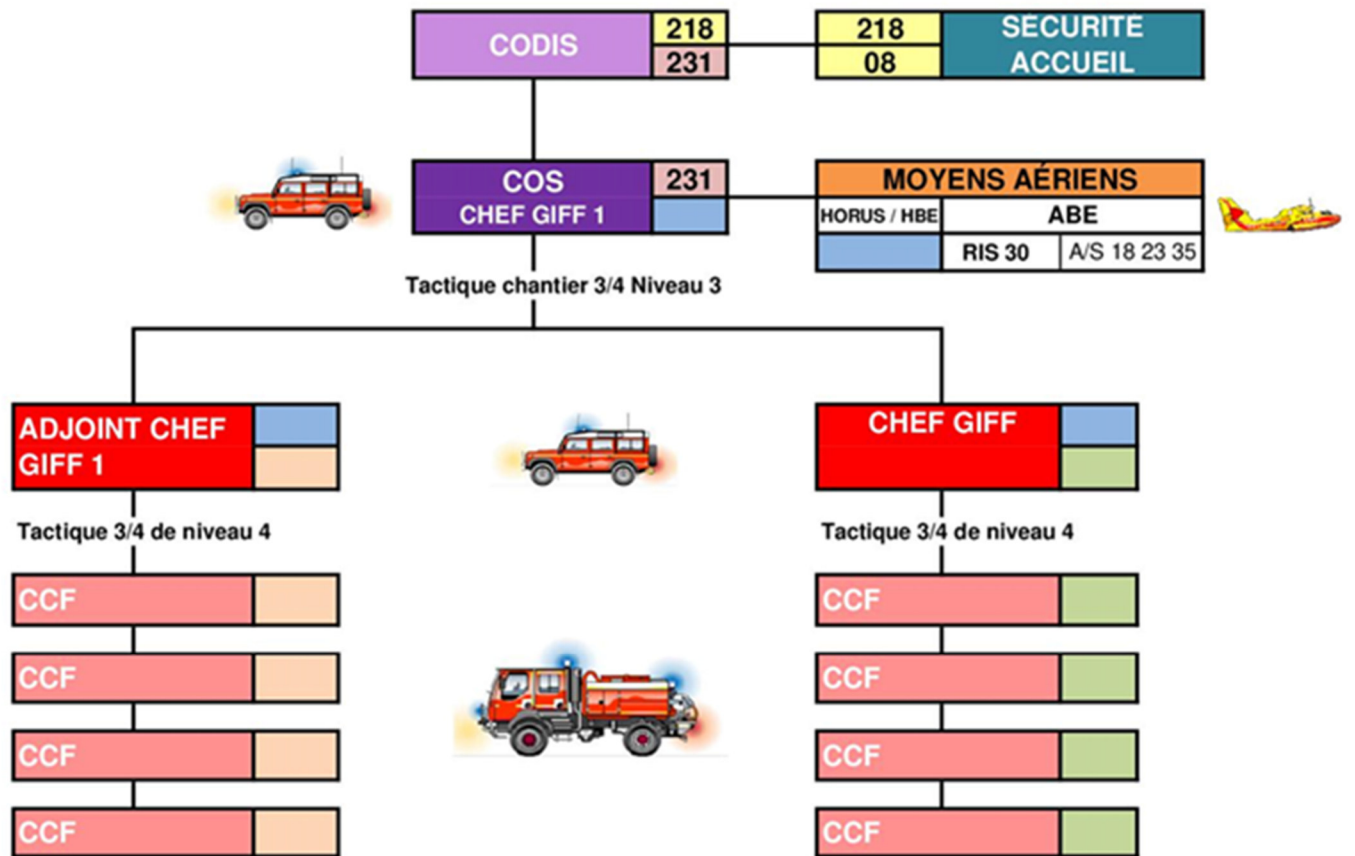 CODIS
218
231
218
08
SÉCURITÉ
ACCUEIL
COS
CHEF GIFF 1
231
MOYENS AÉRIENS
HORUS / HBE
ABE
RIS 30
A/S 18 23 35
Tactique chantier 3/4 Niveau 3
ADJOINT CHEF
GIFF 1
CHEF GIFF
Tactique 3/4 de niveau 4
Tactique 3/4 de niveau 4
CCF
CCF
CCF
CCF
CCF
CCF
CCF
CCF